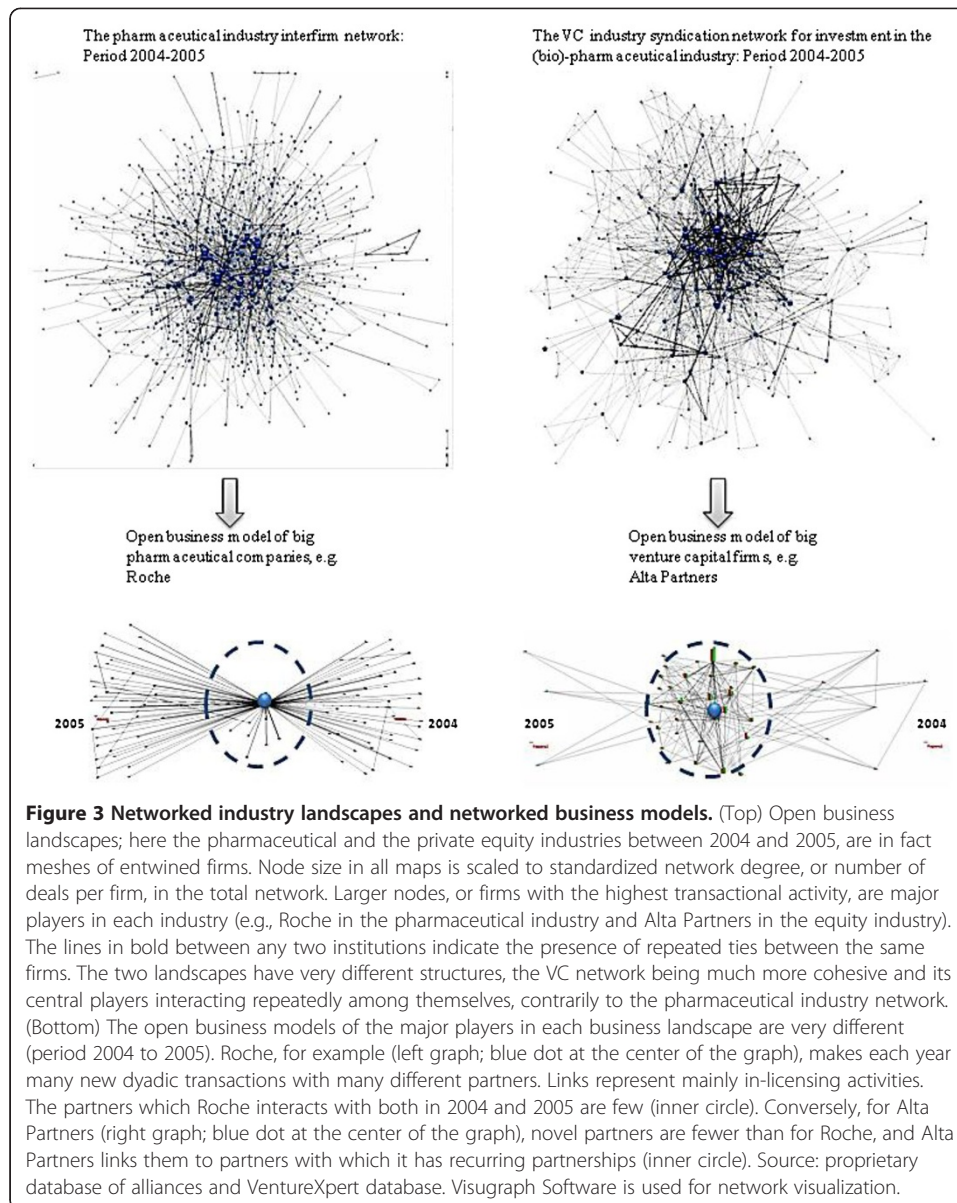 The pharmaceutical industry interfirm network:
Period 2004-2005
The VC industry syndication network for investment in the
(bio)-pharmaceutical industry: Period 2004-2005
Open business model of big
pharmaceutical companies, e.g.
Roche
Open business model of big
venture capital firms, e.g.
Alta Partners
2005
2004
2005
2004
Figure 3 Networked industry landscapes and networked business models. (Top) Open business
landscapes; here the pharmaceutical and the private equity industries between 2004 and 2005, are in fact
meshes of entwined firms. Node size in all maps is scaled to standardized network degree, or number of
deals per firm, in the total network. Larger nodes, or firms with the highest transactional activity, are major
players in each industry (e.g., Roche in the pharmaceutical industry and Alta Partners in the equity industry).
The lines in bold between any two institutions indicate the presence of repeated ties between the same
firms. The two landscapes have very different structures, the VC network being much more cohesive and its
central players interacting repeatedly among themselves, contrarily to the pharmaceutical industry network.
(Bottom) The open business models of the major players in each business landscape are very different
(period 2004 to 2005). Roche, for example (left graph; blue dot at the center of the graph), makes each year
many new dyadic transactions with many different partners. Links represent mainly in-licensing activities.
The partners which Roche interacts with both in 2004 and 2005 are few (inner circle). Conversely, for Alta
Partners (right graph; blue dot at the center of the graph), novel partners are fewer than for Roche, and Alta
Partners links them to partners with which it has recurring partnerships (inner circle). Source: proprietary
database of alliances and VentureXpert database. Visugraph Software is used for network visualization.